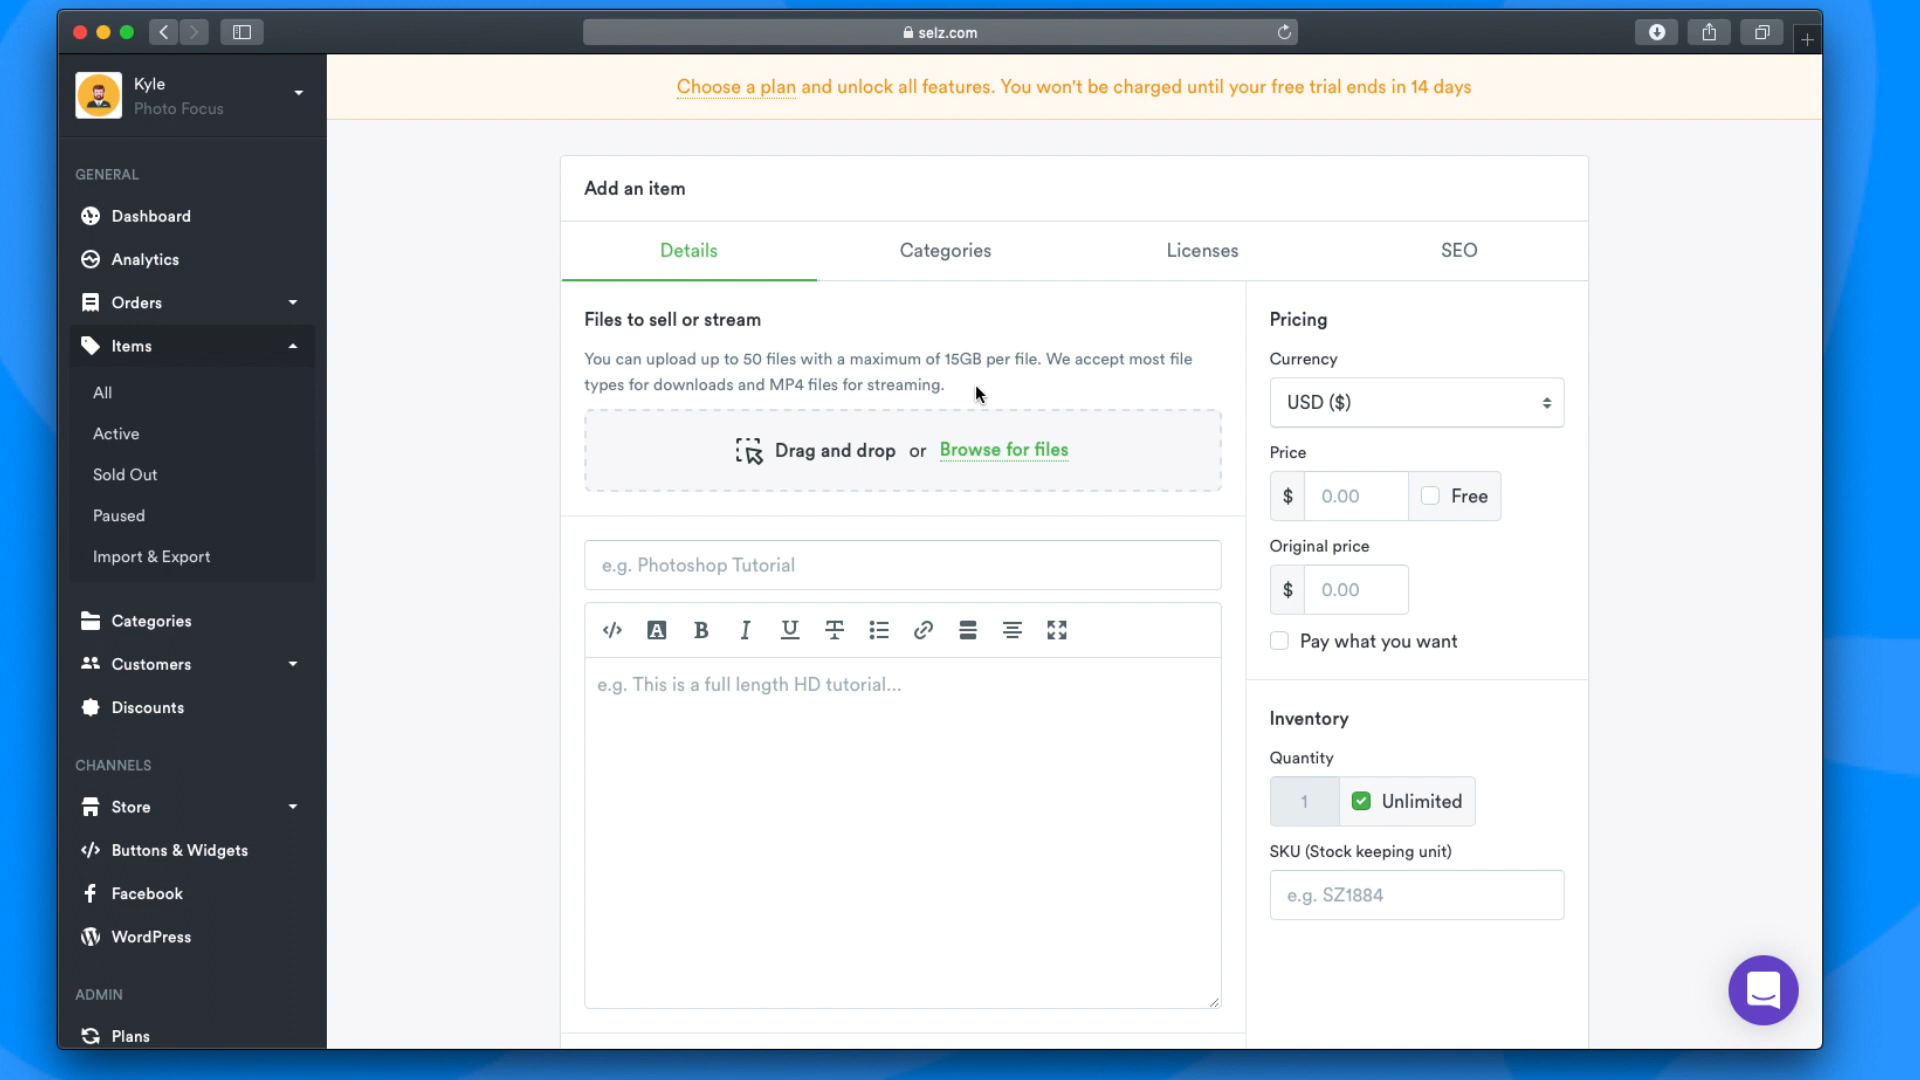 selz.com
Kyle
Photo Focus
Choose a plan and unlock all features. You won't be charged until your free trial ends in 14 days
GENERAL
Dashboard
Analytics
Orders
Items
All
Active
Sold Out
Paused
Import & Export
Categories
Customers
Discounts
CHANNELS
Store
Buttons & Widgets
Facebook
WordPress
ADMIN
Plans
Add an item
Details
Categories
Licenses
SEO
Files to sell or stream
You can upload up to 50 files with a maximum of 15GB per file. We accept most file
types for downloads and MP4 files for streaming.
Drag and drop or Browse for files
e.g. Photoshop Tutorial
A B I U T
e.g. This is a full length HD tutorial...
Pricing
Currency
USD ($)
Price
$ 0.00 Free
Original price
$ 0.00
Pay what you want
Inventory
Quantity
1 Unlimited
SKU (Stock keeping unit)
e.g. SZ1884